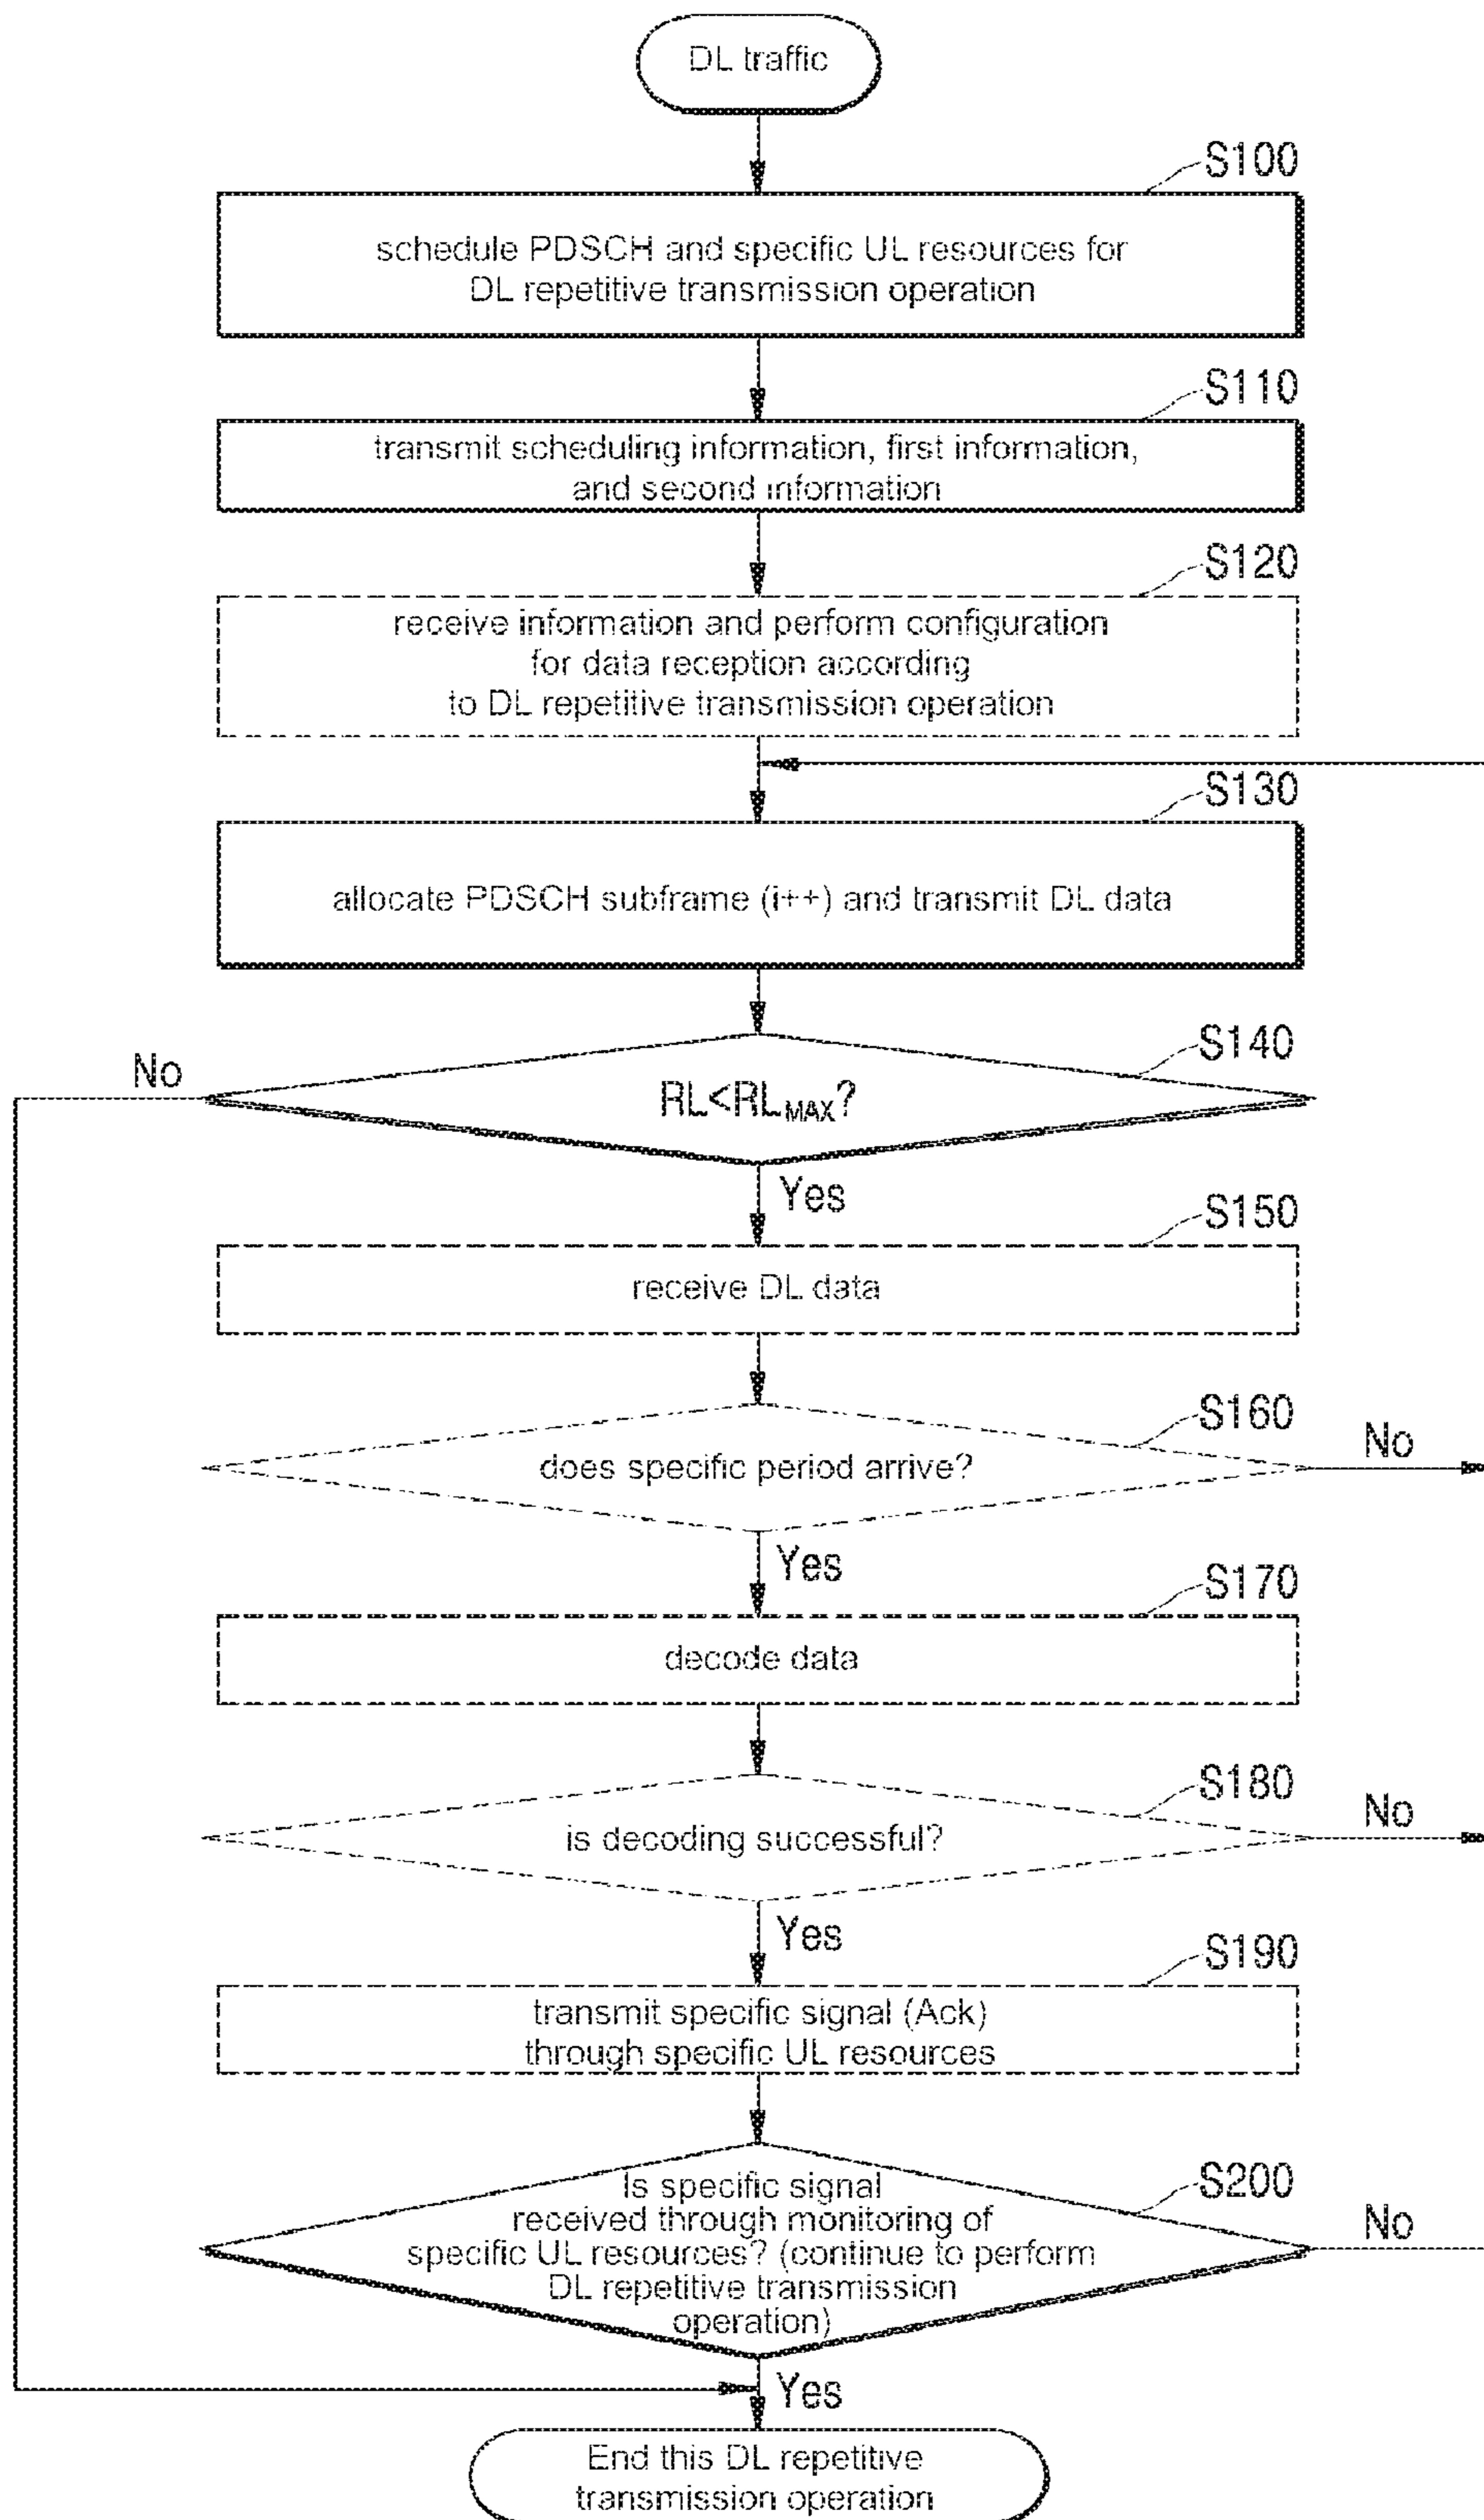 DL traffic
S100
schedule PDSCH and specific UL resources for
DL repetitive transmission operation
S110
transmit scheduling information, first information,
and second information
S120
receive information and perform configuration
for data reception according
to DL repetitive transmission operation
S130
allocate PDSCH subframe (i++) and transmit DL data
S140
No
RL<RLMAX?
Yes
S150
receive DL data
S160
No
does specific period arrive?
Yes
S170
decode data
S180
No
is decoding successful?
Yes
S190
transmit specific signal (Ack)
through specific UL resources
S200
No
Is specific signal
received through monitoring of
specific UL resources? (continue to perform
DL repetitive transmission
operation)
Yes
End this DL repetitive
transmission operation